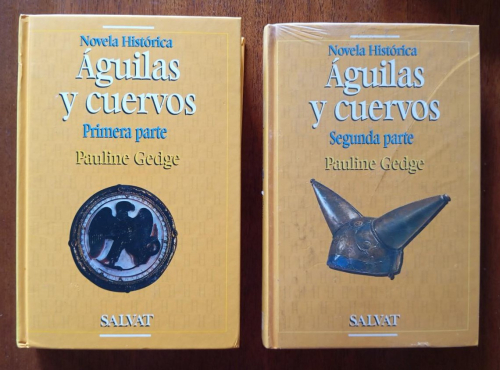 Novela Histórica
Águilas
y cuervos
Primera parte
Pauline Gedge
SALVAT
Novela Histórica
Águilas
y cuervos
Segunda parte
Pauline Gedge
SALVAT